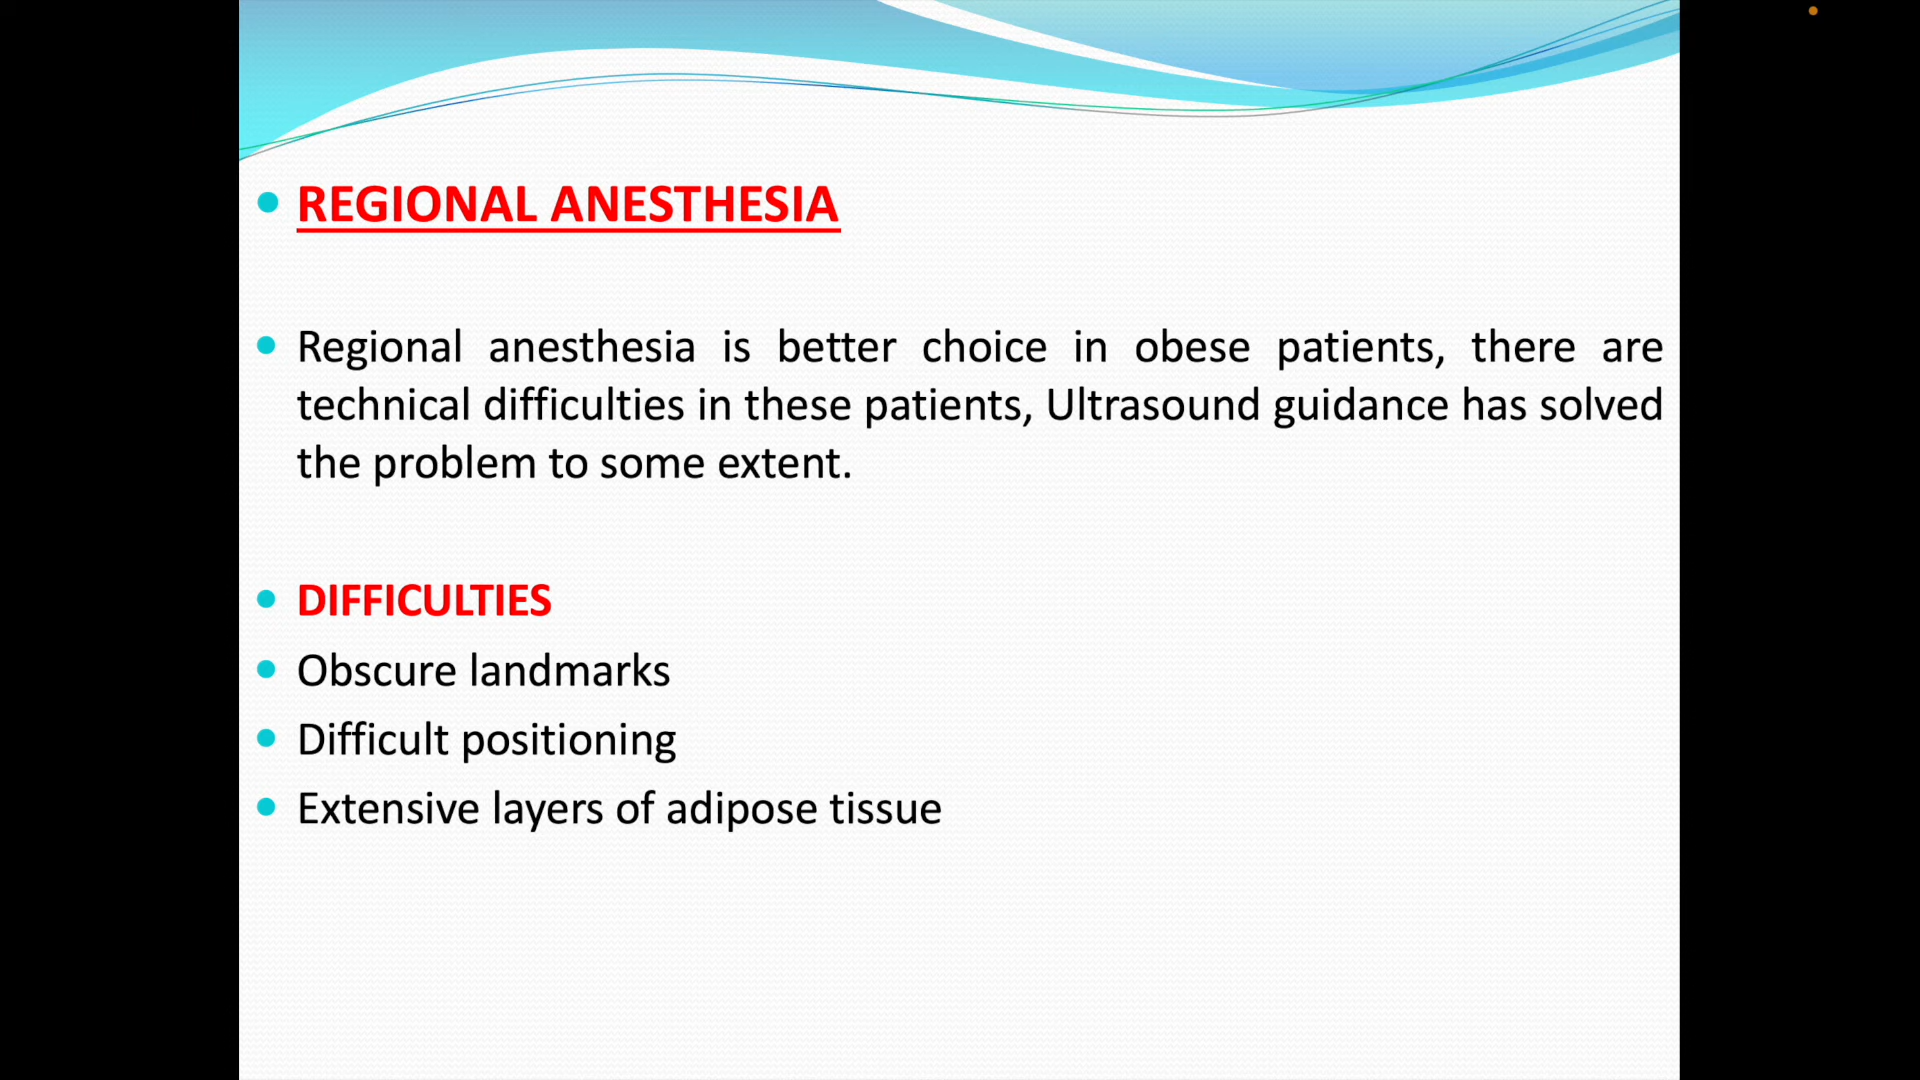 REGIONAL ANESTHESIA
Regional anesthesia is better choice in obese patients, there are
technical difficulties in these patients, Ultrasound guidance has solved
the problem to some extent.
DIFFICULTIES
Obscure landmarks
Difficult positioning
Extensive layers of adipose tissue